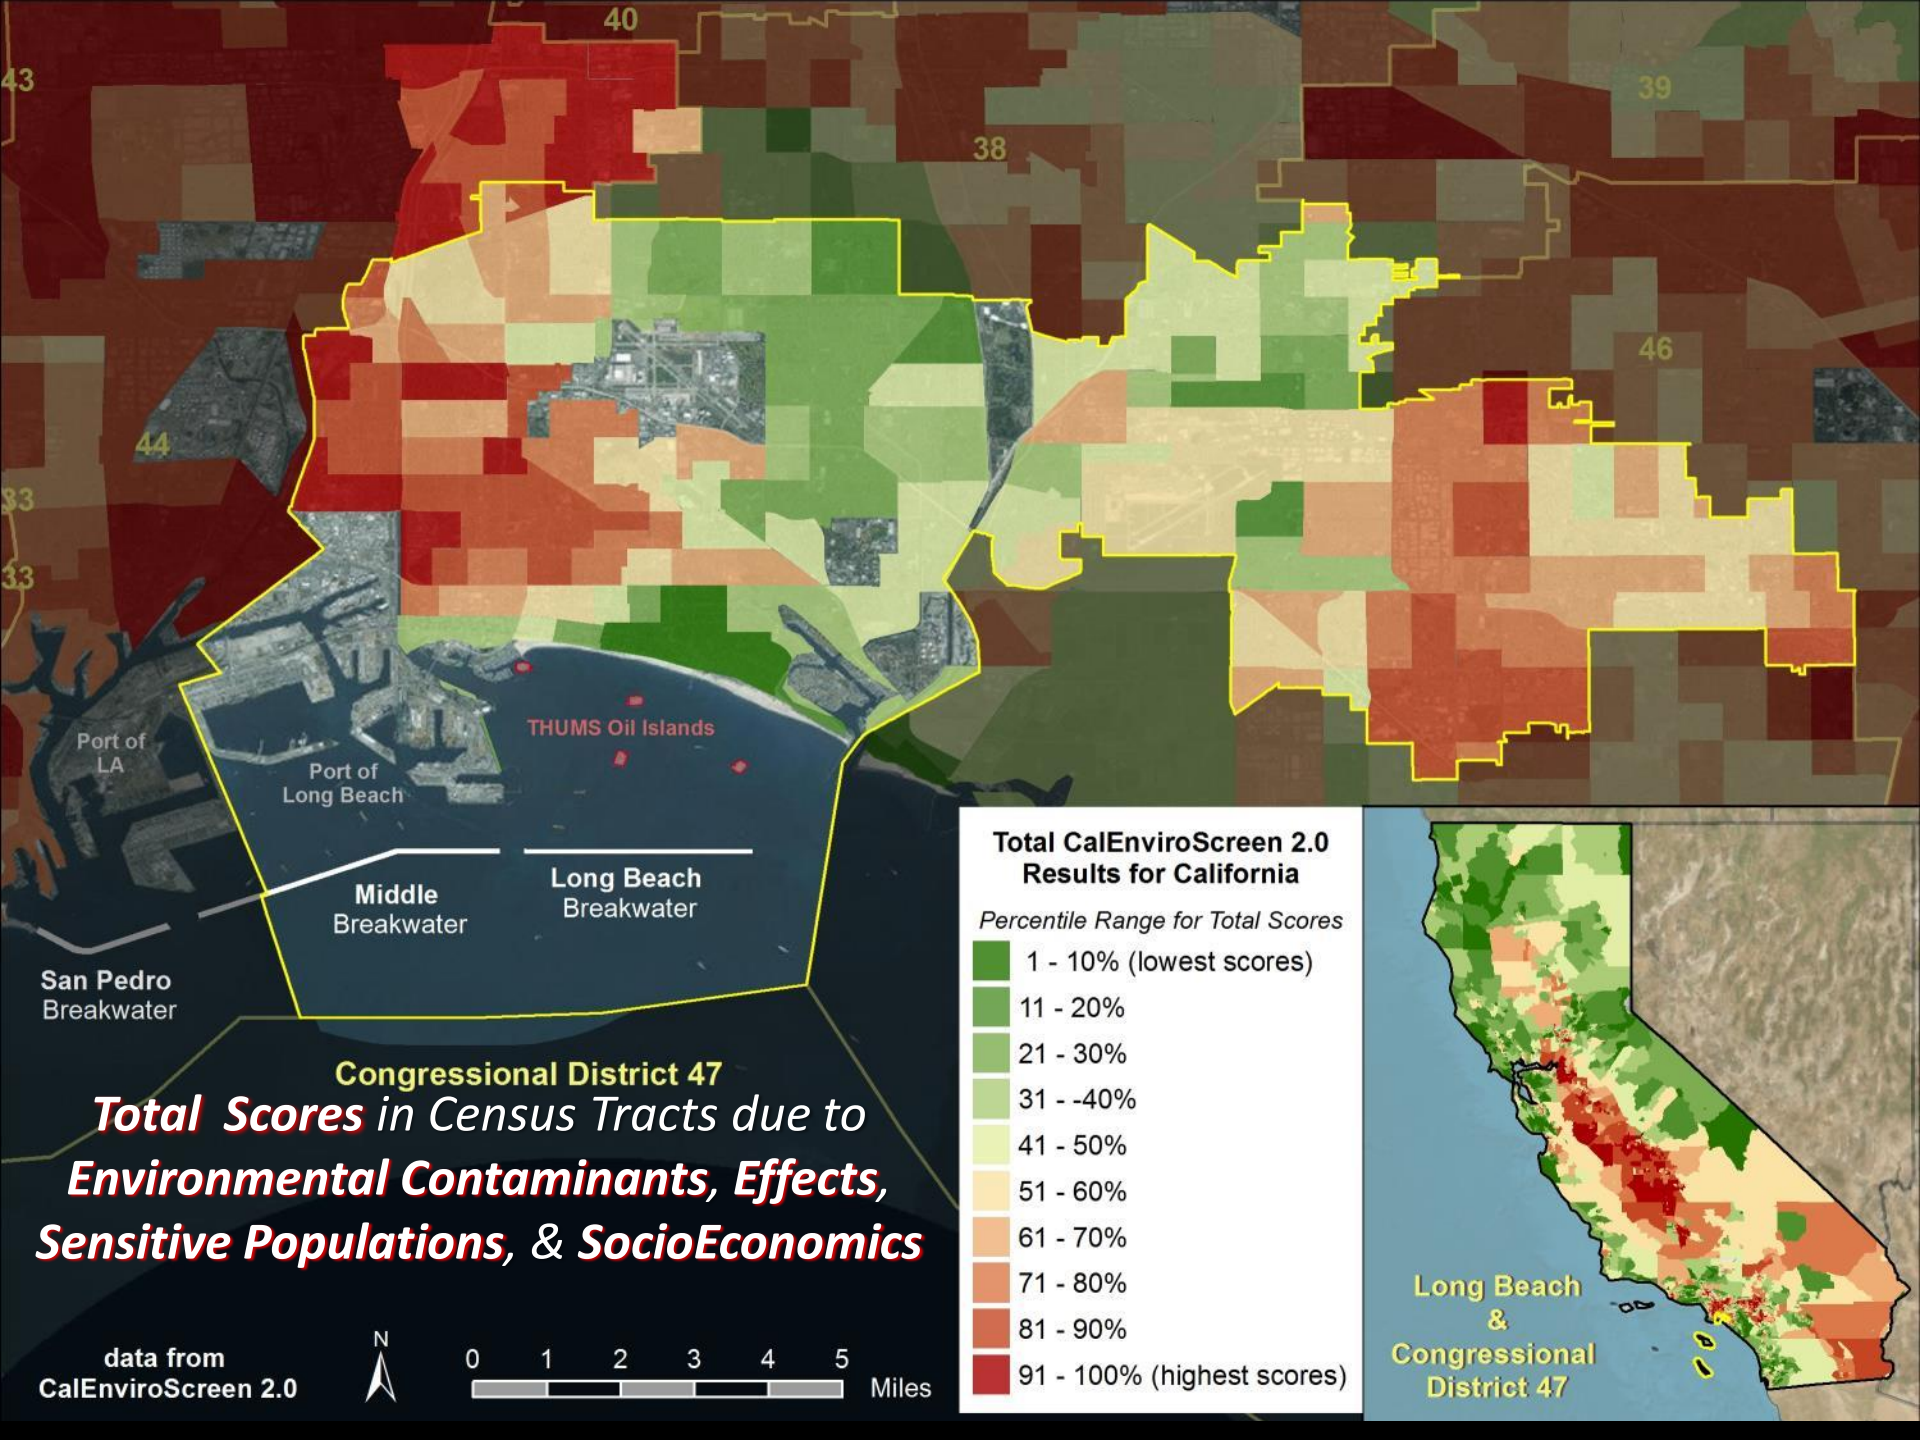 40
43
39
38
46
44
33
33
THUMS Oil Islands
Port of
LA
Port of
Long Beach
Middle
Breakwater
Long Beach
Breakwater
San Pedro
Breakwater
Congressional District 47
Total Scores in Census Tracts due to
Environmental Contaminants, Effects,
Sensitive Populations, & SocioEconomics
data from
CalEnviroScreen 2.0
N
0 1 2 3 4 5
Miles
Total CalEnviroScreen 2.0
Results for California
Percentile Range for Total Scores
1 - 10% (lowest scores)
11 - 20%
21 - 30%
31 - -40%
41 - 50%
51 - 60%
61 - 70%
71 - 80%
81 - 90%
91 - 100% (highest scores)
Long Beach
&
Congressional
District 47